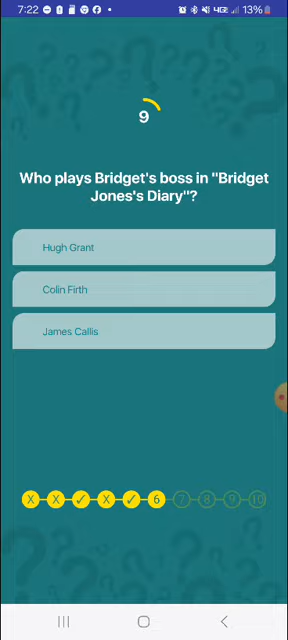 7:22 13%
9
Who plays Bridget's boss in "Bridget
Jones's Diary"?
Hugh Grant
Colin Firth
James Callis
X X ✓ X ✓ 6 7 8 9 10